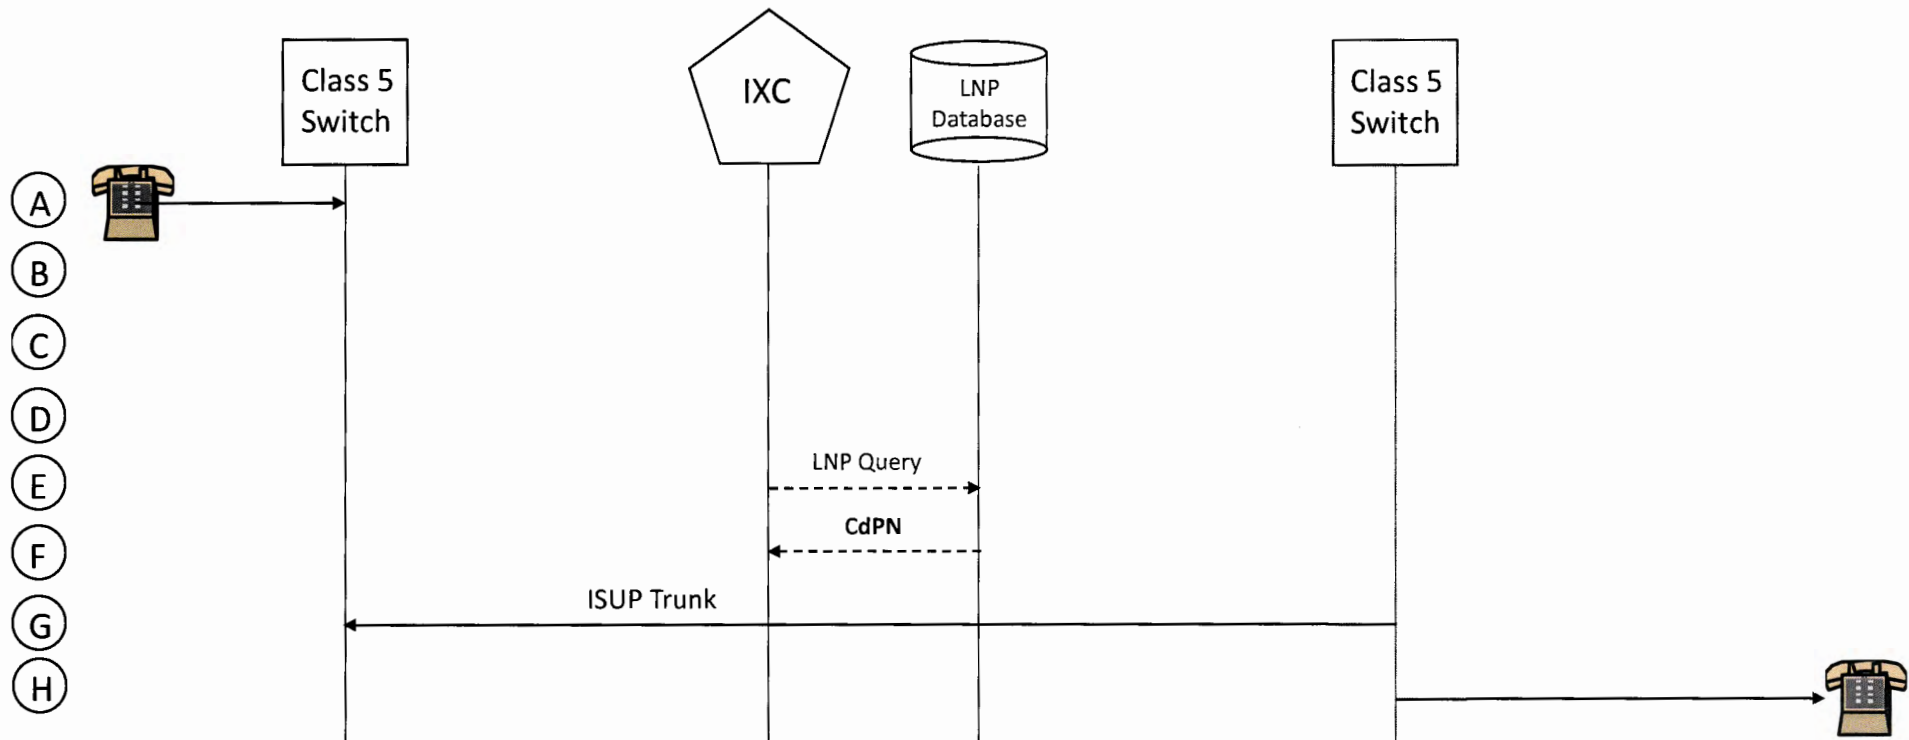 Class 5
Switch
IXC
LNP
Database
Class 5
Switch
A
B
C
D
E
LNP Query
F
CdPN
G
ISUP Trunk
H